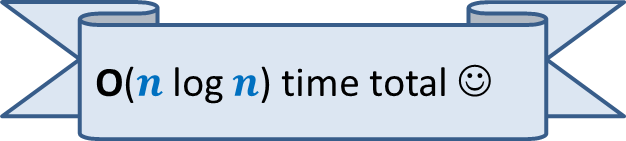 O(n log n) time total ☺